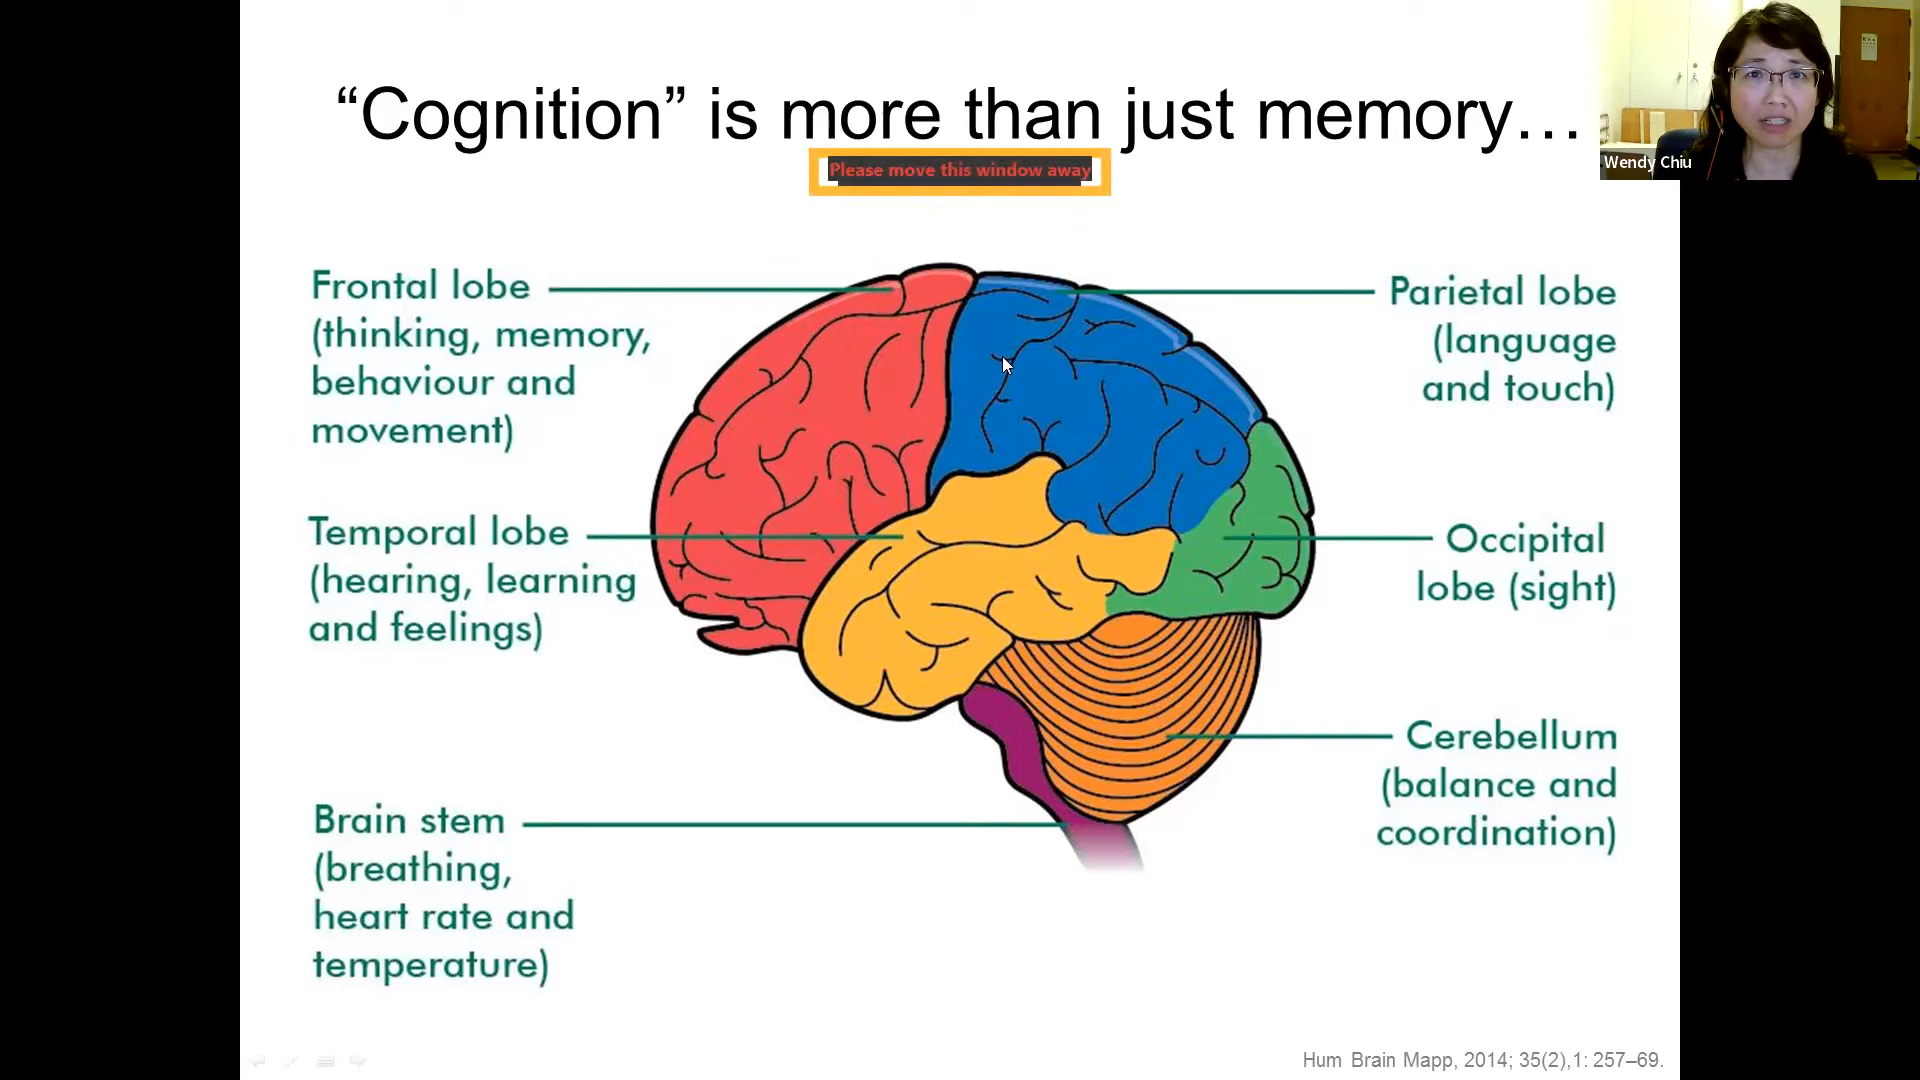 “Cognition” is more than just memory…
Please move this window away
Wendy Chiu
Frontal lobe
(thinking, memory,
behaviour and
movement)
Parietal lobe
(language
and touch)
Temporal lobe
(hearing, learning
and feelings)
Occipital
lobe (sight)
Cerebellum
(balance and
coordination)
Brain stem
(breathing,
heart rate and
temperature)
Hum Brain Mapp, 2014; 35(2),1: 257–69.